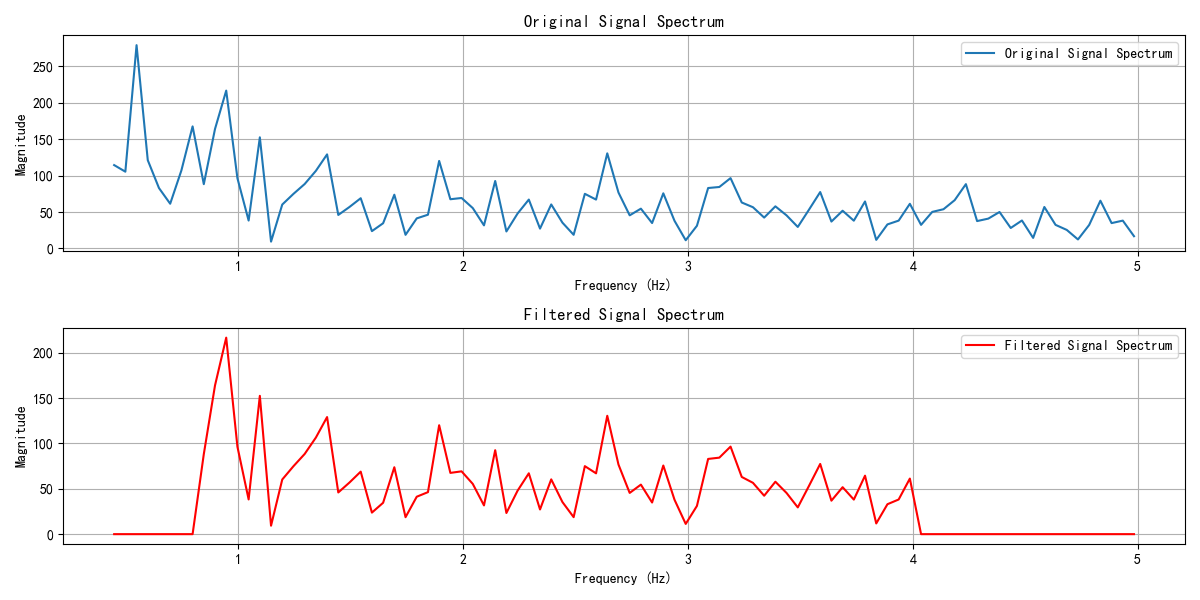 Original Signal Spectrum
Original Signal Spectrum
Magnitude
250
200
150
100
50
0
1
2
3
4
5
Frequency (Hz)
Filtered Signal Spectrum
Filtered Signal Spectrum
Magnitude
200
150
100
50
0
1
2
3
4
5
Frequency (Hz)